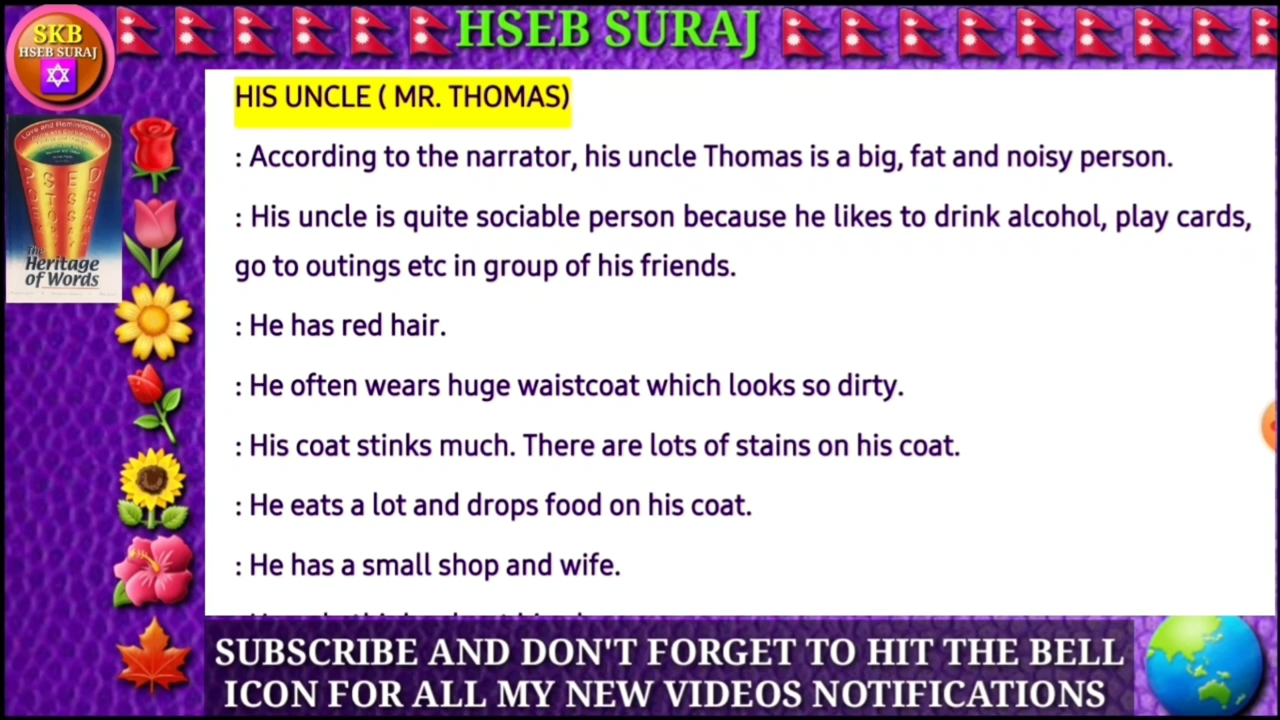 HSEB SURAJ
SKB
HSEB SURAJ
HIS UNCLE ( MR. THOMAS)
: According to the narrator, his uncle Thomas is a big, fat and noisy person.
: His uncle is quite sociable person because he likes to drink alcohol, play cards,
go to outings etc in group of his friends.
: He has red hair.
: He often wears huge waistcoat which looks so dirty.
: His coat stinks much. There are lots of stains on his coat.
: He eats a lot and drops food on his coat.
: He has a small shop and wife.
Love and Reminiscence
The
Heritage
of Words
SUBSCRIBE AND DON'T FORGET TO HIT THE BELL
ICON FOR ALL MY NEW VIDEOS NOTIFICATIONS